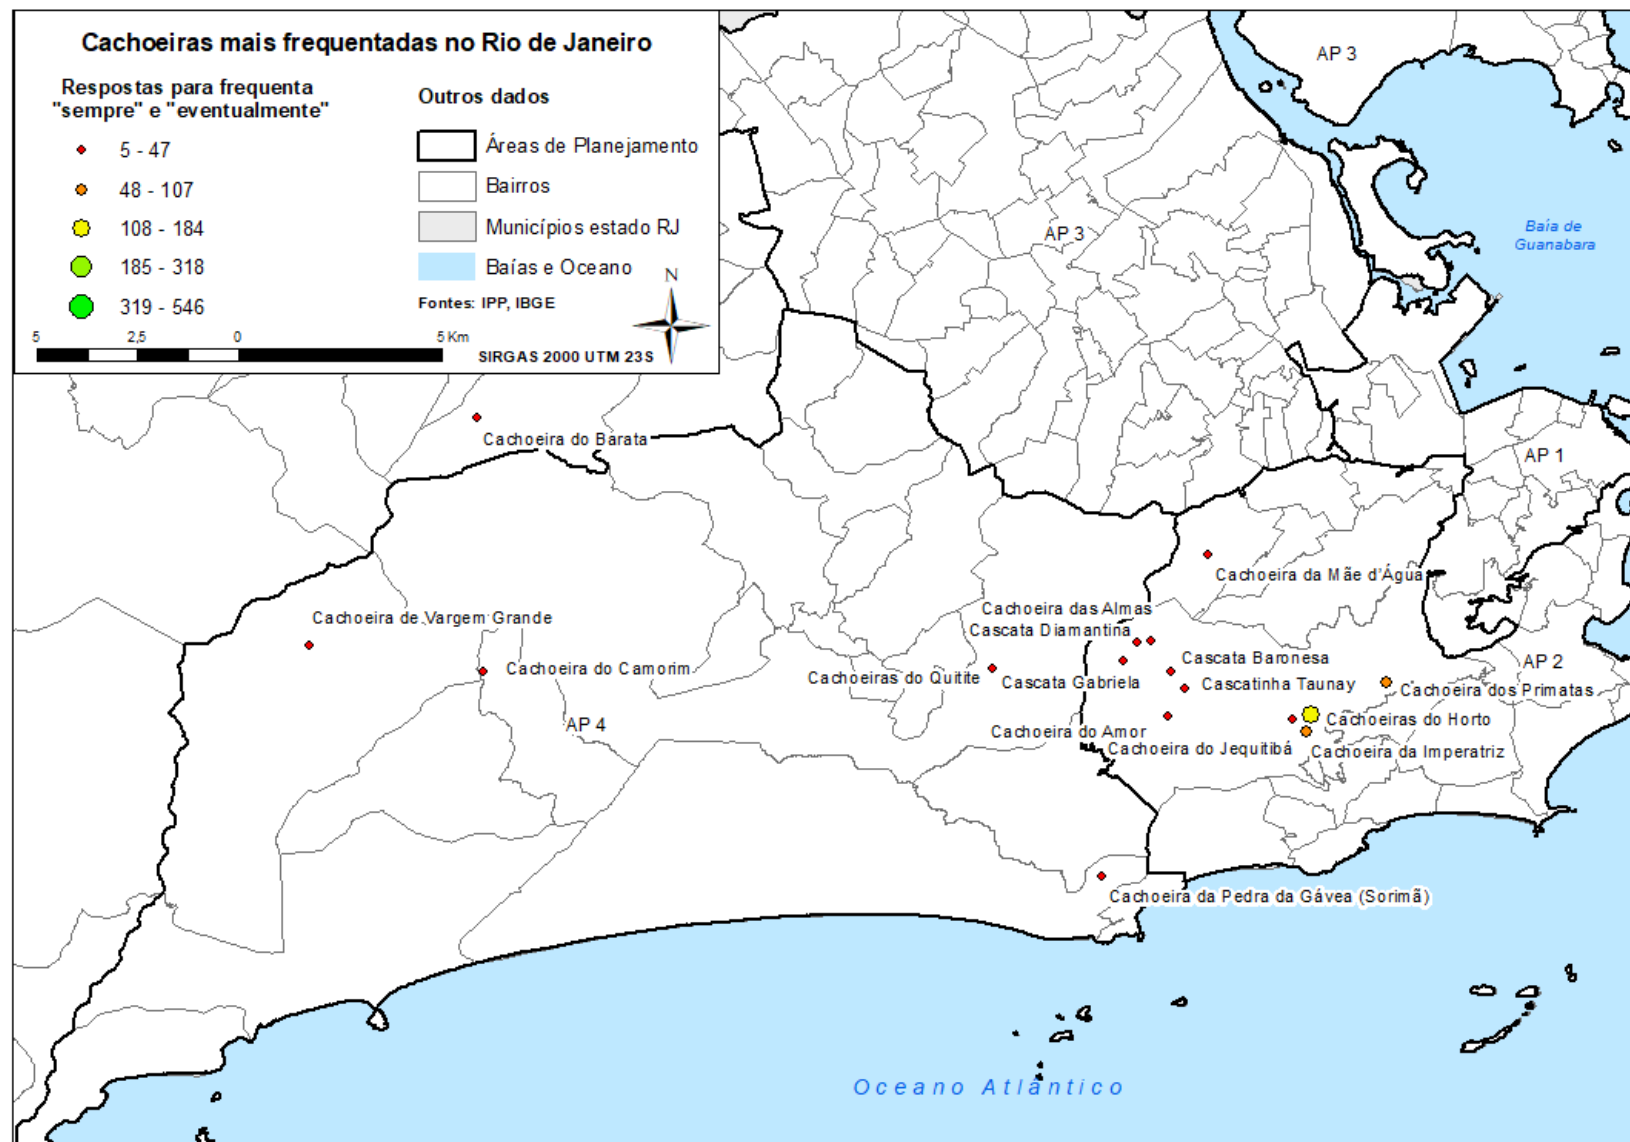 Cachoeiras mais frequentadas no Rio de Janeiro
Respostas para frequenta
"sempre" e "eventualmente"
5 - 47
48 - 107
108 - 184
185 - 318
319 - 546
Outros dados
Áreas de Planejamento
Bairros
Municípios estado RJ
Baías e Oceano
Fontes: IPP, IBGE
N
5
2,5
0
5 Km
SIRGAS 2000 UTM 23S
AP 3
AP 3
Baía de
Guanabara
Cachoeira do Barata
AP 1
Cachoeira da Mãe d'Água
Cachoeira das Almas
Cachoeira de Vargem Grande
Cascata Diamantina
Cascata Baronesa
AP 2
Cachoeira do Camorim
Cachoeiras do Quitite
Cascata Gabriela
Cascatinha Taunay
Cachoeira dos Primatas
AP 4
Cachoeiras do Horto
Cachoeira do Amor
Cachoeira do Jequitibá
Cachoeira da Imperatriz
Cachoeira da Pedra da Gávea (Sorimã)
Oceano Atlântico